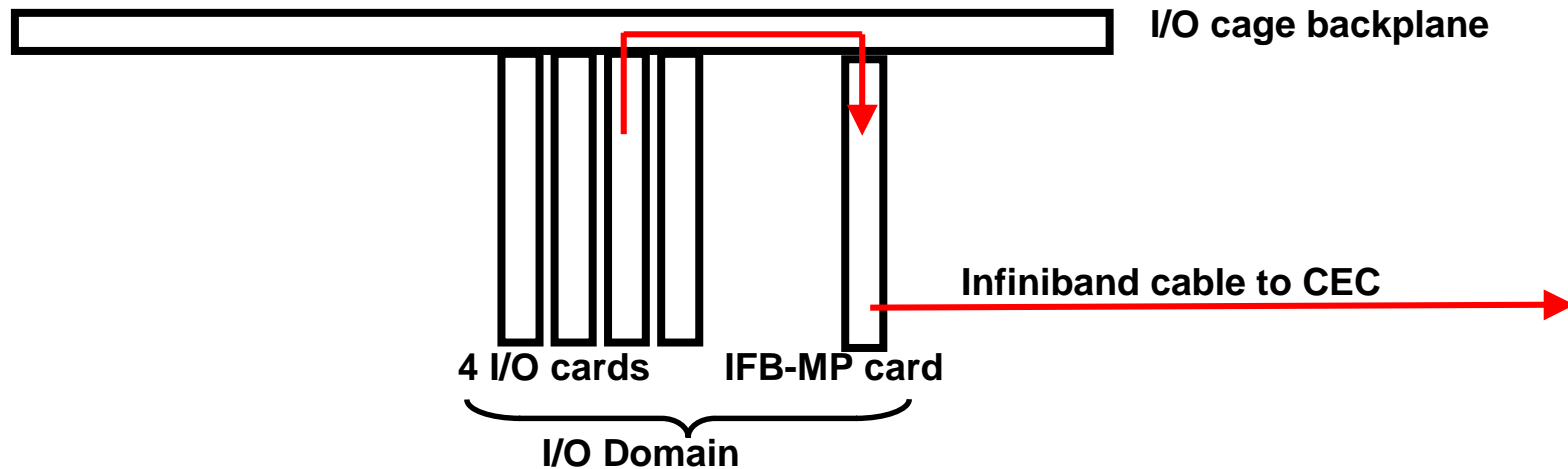 I/O cage backplane
Infiniband cable to CEC
4 I/O cards
IFB-MP card
I/O Domain